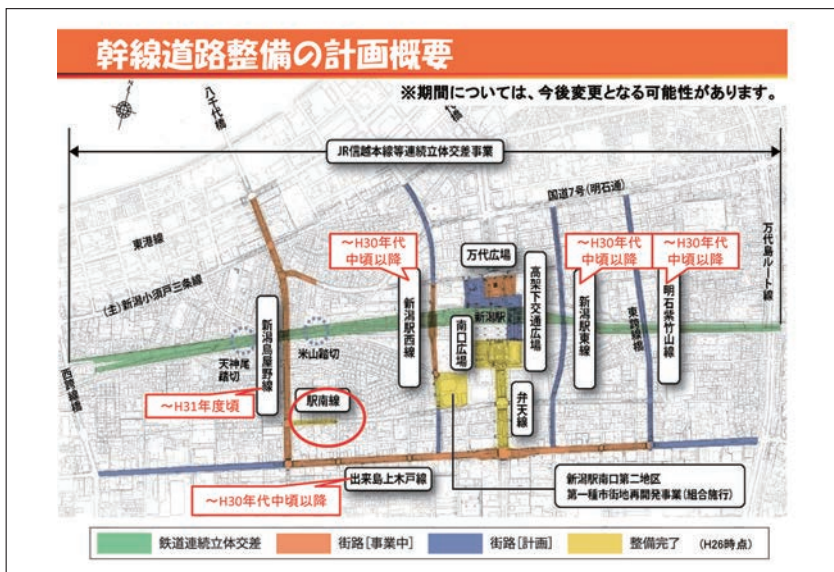 幹線道路整備の計画概要
※期間については、今後変更となる可能性があります。
八千代橋
代橋
JR信越本線等連続立体交差事業
国道7号(明石通)
東港線
(主)新潟小須戸三条線
万代島ルート線
~H30年代
中頃以降
万代広場
~H30年代
中頃以降
~H30年代
中頃以降
新潟鳥屋野線
新潟駅西線
新潟駅
高架下交通広場
新潟駅東線
東跨線橋
明石紫竹山線
南口広場
西跨線橋
天神尾
踏切
米山踏切
~H31年度頃
駅南線
弁天線
出来島上木戸線
~H30年代中頃以降
新潟駅南口第二地区
第一種市街地再開発事業(組合施行)
鉄道連続立体交差
街路[事業中]
街路[計画]
整備完了
(H26時点)